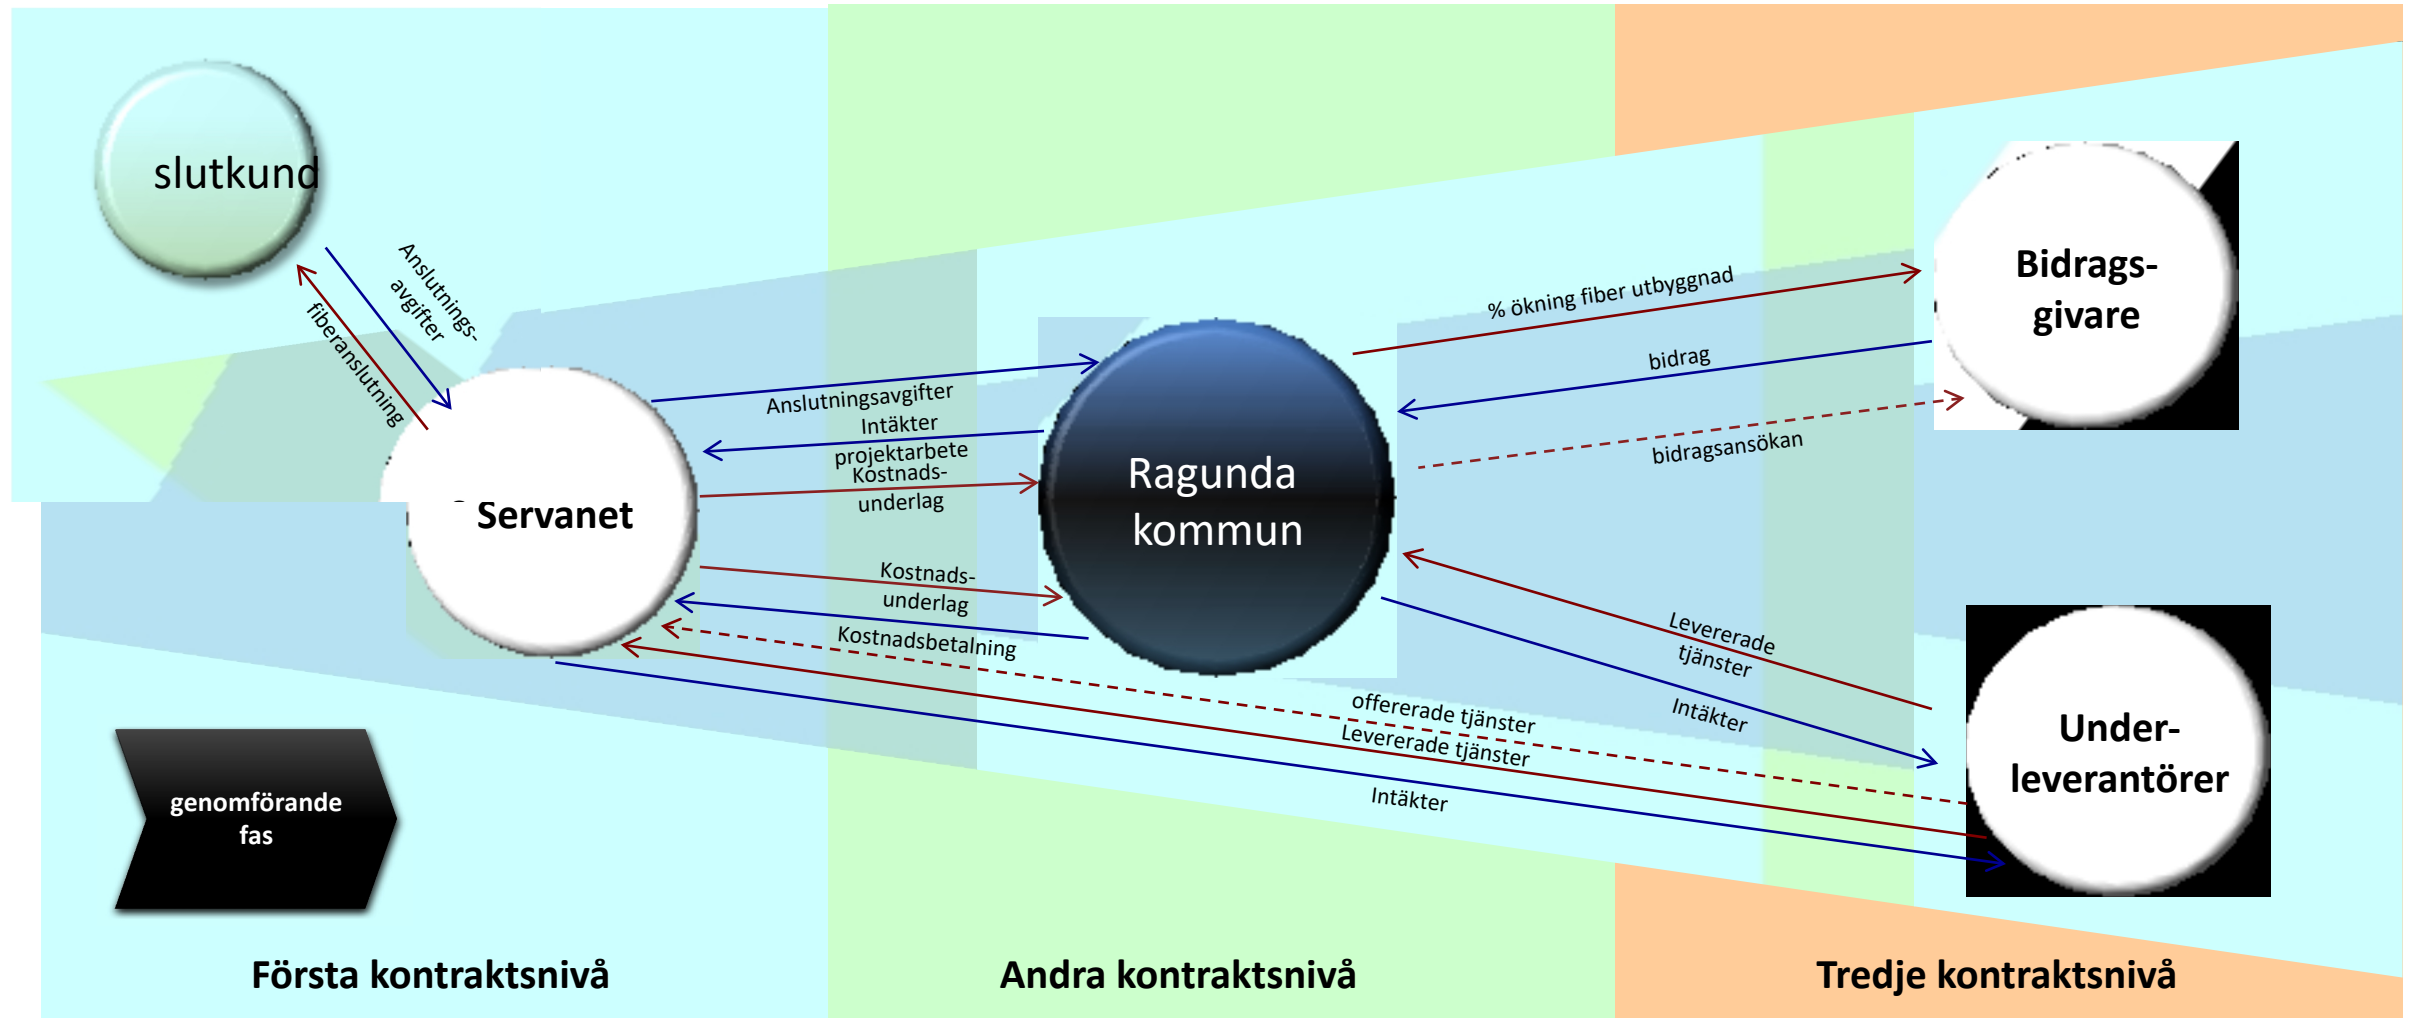 slutkund
Anslutnings-
avgifter
fiberanslutning
Servanet
Anslutningsavgifter
Intäkter
projektarbete
Kostnads-
underlag
Kostnads-
underlag
Kostnadsbetalning
Ragunda
kommun
% ökning fiber utbyggnad
bidrag
bidragsansökan
Bidrags-
givare
Levererade
tjänster
Intäkter
offererade tjänster
Levererade tjänster
Intäkter
Under-
leverantörer
genomförande
fas
Första kontraktsnivå
Andra kontraktsnivå
Tredje kontraktsnivå